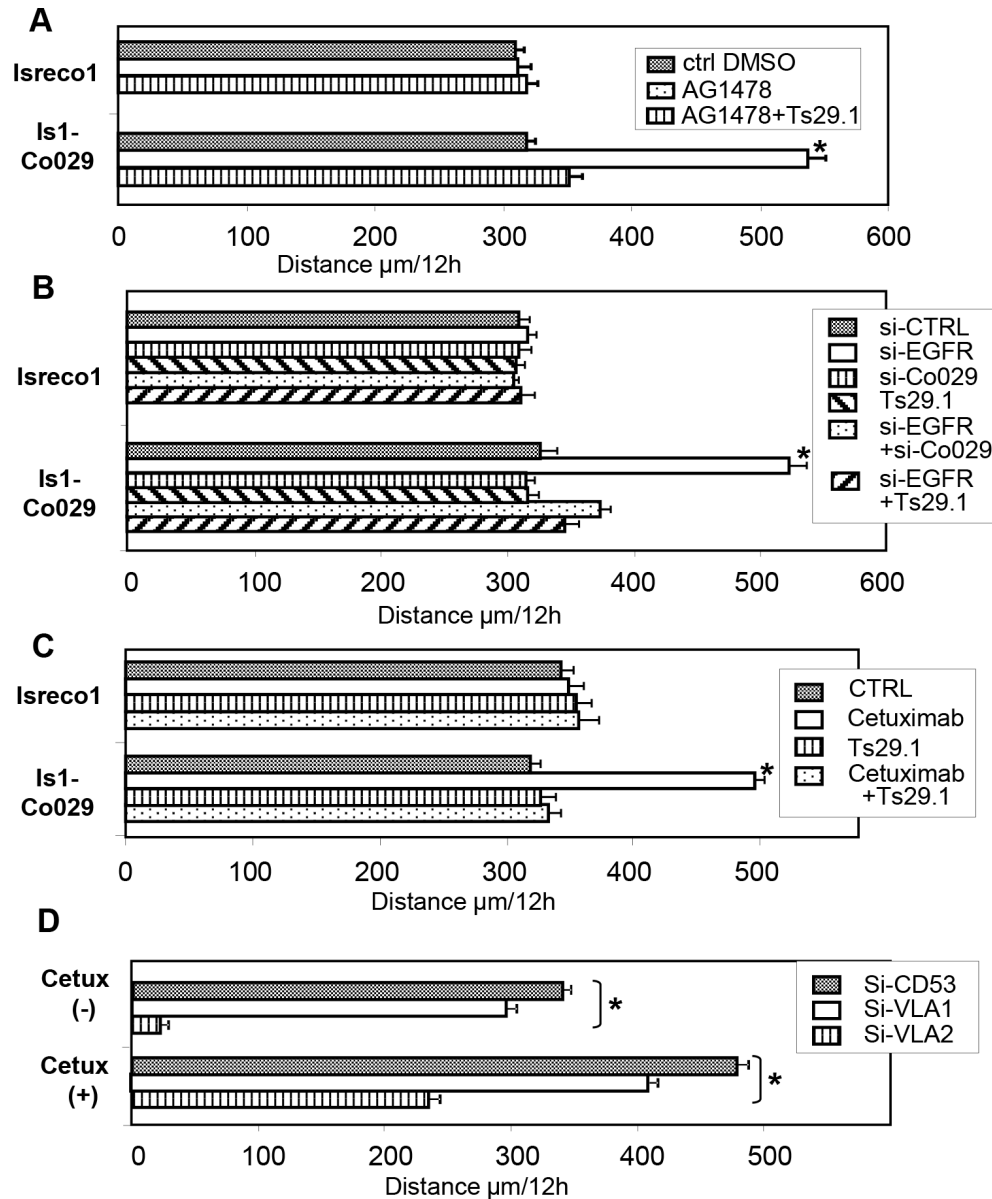 A
Isreco1
Is1-
Co029
ctrl DMSO
AG1478
AG1478+Ts29.1
*
0 100 200 300 400 500 600
Distance µm/12h
B
Isreco1
Is1-
Co029
si-CTRL
si-EGFR
si-Co029
Ts29.1
si-EGFR
+si-Co029
si-EGFR
+Ts29.1
*
0 100 200 300 400 500 600
Distance µm/12h
C
Isreco1
Is1-
Co029
CTRL
Cetuximab
Ts29.1
Cetuximab
+Ts29.1
*
0 100 200 300 400 500
Distance µm/12h
D
Cetux
(-)
Cetux
(+)
Si-CD53
Si-VLA1
Si-VLA2
*
*
0 100 200 300 400 500
Distance µm/12h